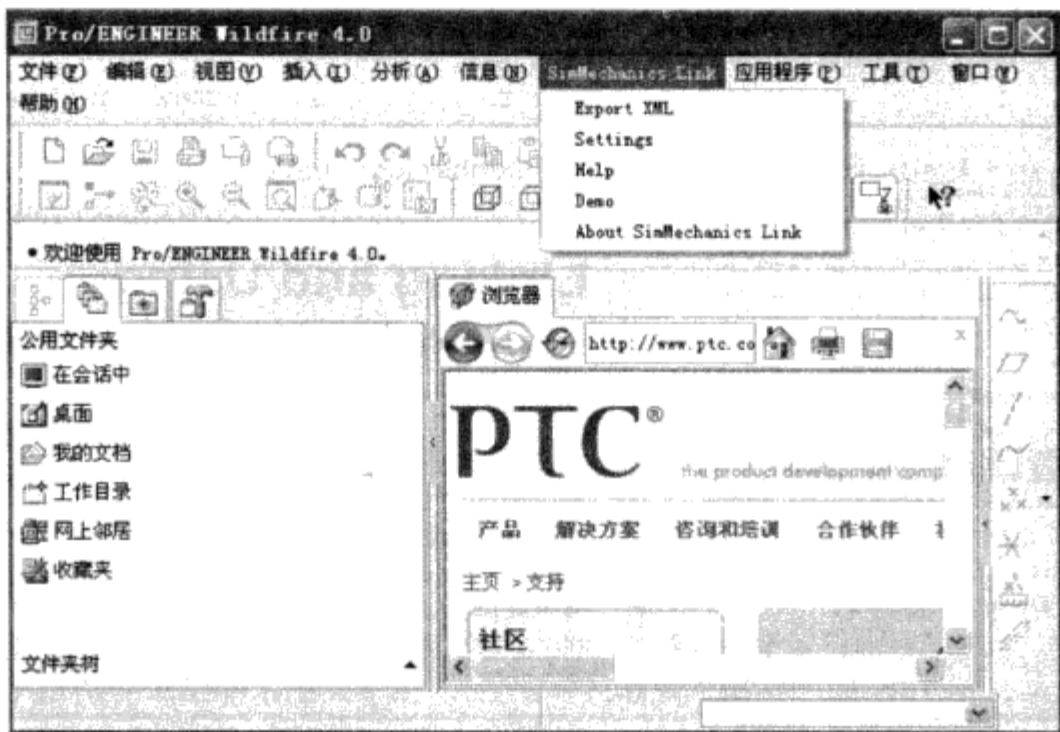 Pro/ENGINEER Wildfire 4.0
文件(F) 编辑(E) 视图(V) 插入(I) 分析(A) 信息(N) SimMechanics Link 应用程序(P) 工具(T) 窗口(W)
帮助(H)
Export XML
Settings
Help
Demo
About SimMechanics Link
• 欢迎使用 Pro/ENGINEER Wildfire 4.0。
公用文件夹
在会话中
桌面
我的文档
工作目录
网上邻居
收藏夹
文件夹树
浏览器
http://www.ptc.co
PTC®
the product development comp
产品 解决方案 咨询和培训 合作伙伴
主页 > 支持
社区